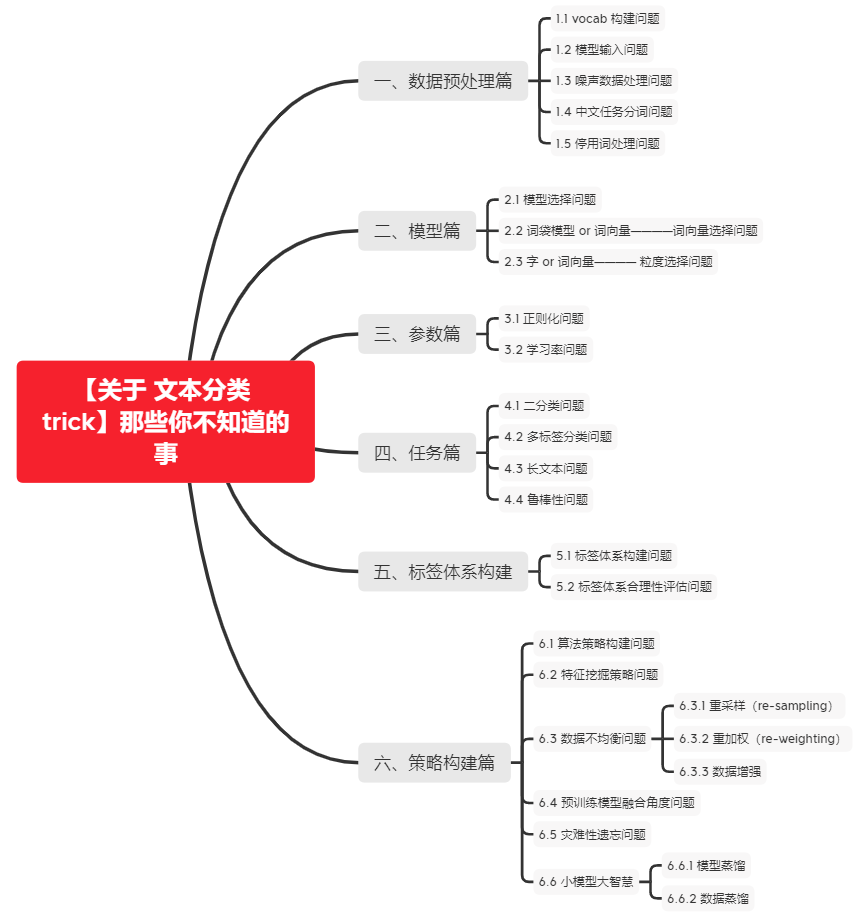 【关于 文本分类
trick】那些你不知道的
事
一、数据预处理篇
1.1 vocab 构建问题
1.2 模型输入问题
1.3 噪声数据处理问题
1.4 中文任务分词问题
1.5 停用词处理问题
二、模型篇
2.1 模型选择问题
2.2 词袋模型 or 词向量————词向量选择问题
2.3 字 or 词向量———— 粒度选择问题
三、参数篇
3.1 正则化问题
3.2 学习率问题
四、任务篇
4.1 二分类问题
4.2 多标签分类问题
4.3 长文本问题
4.4 鲁棒性问题
五、标签体系构建
5.1 标签体系构建问题
5.2 标签体系合理性评估问题
六、策略构建篇
6.1 算法策略构建问题
6.2 特征挖掘策略问题
6.3 数据不均衡问题
6.3.1 重采样（re-sampling）
6.3.2 重加权（re-weighting）
6.3.3 数据增强
6.4 预训练模型融合角度问题
6.5 灾难性遗忘问题
6.6 小模型大智慧
6.6.1 模型蒸馏
6.6.2 数据蒸馏